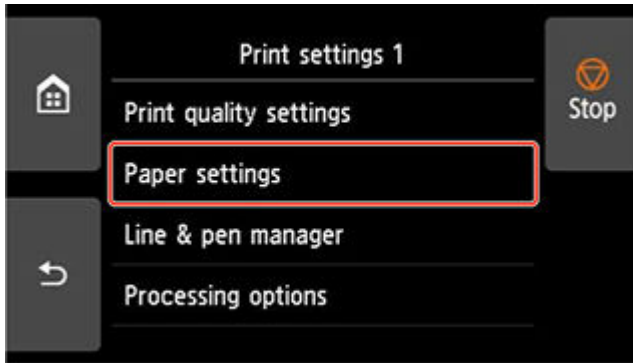 Print settings 1
Stop
Print quality settings
Paper settings
Line & pen manager
Processing options